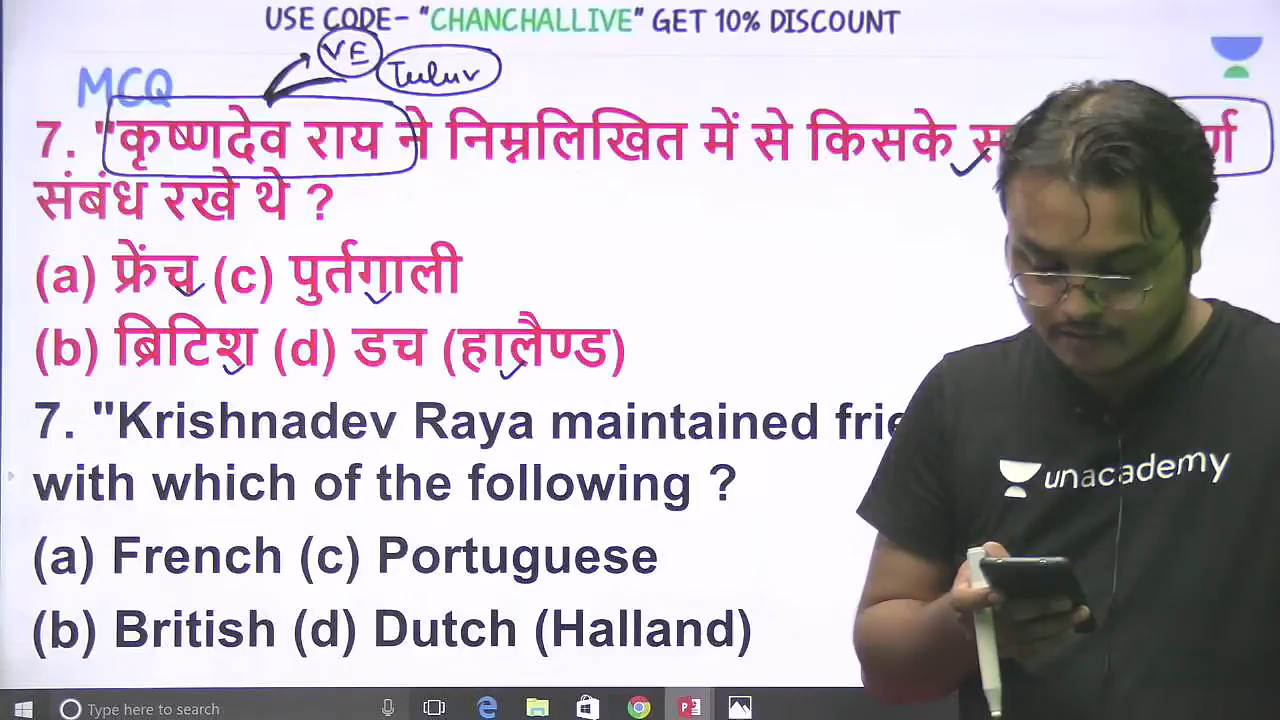 USE CODE- "CHANCHALLIVE" GET 10% DISCOUNT
VE
Tuluv
MCQ
7. "कृष्णदेव राय ने निम्नलिखित में से किसके
संबंध रखे थे ?
(a) फ्रेंच (c) पुर्तगाली
(b) ब्रिटिश (d) डच (हालैण्ड)
7. "Krishnadev Raya maintained
with which of the following ?
(a) French (c) Portuguese
(b) British (d) Dutch (Halland)
unacademy
Type here to search